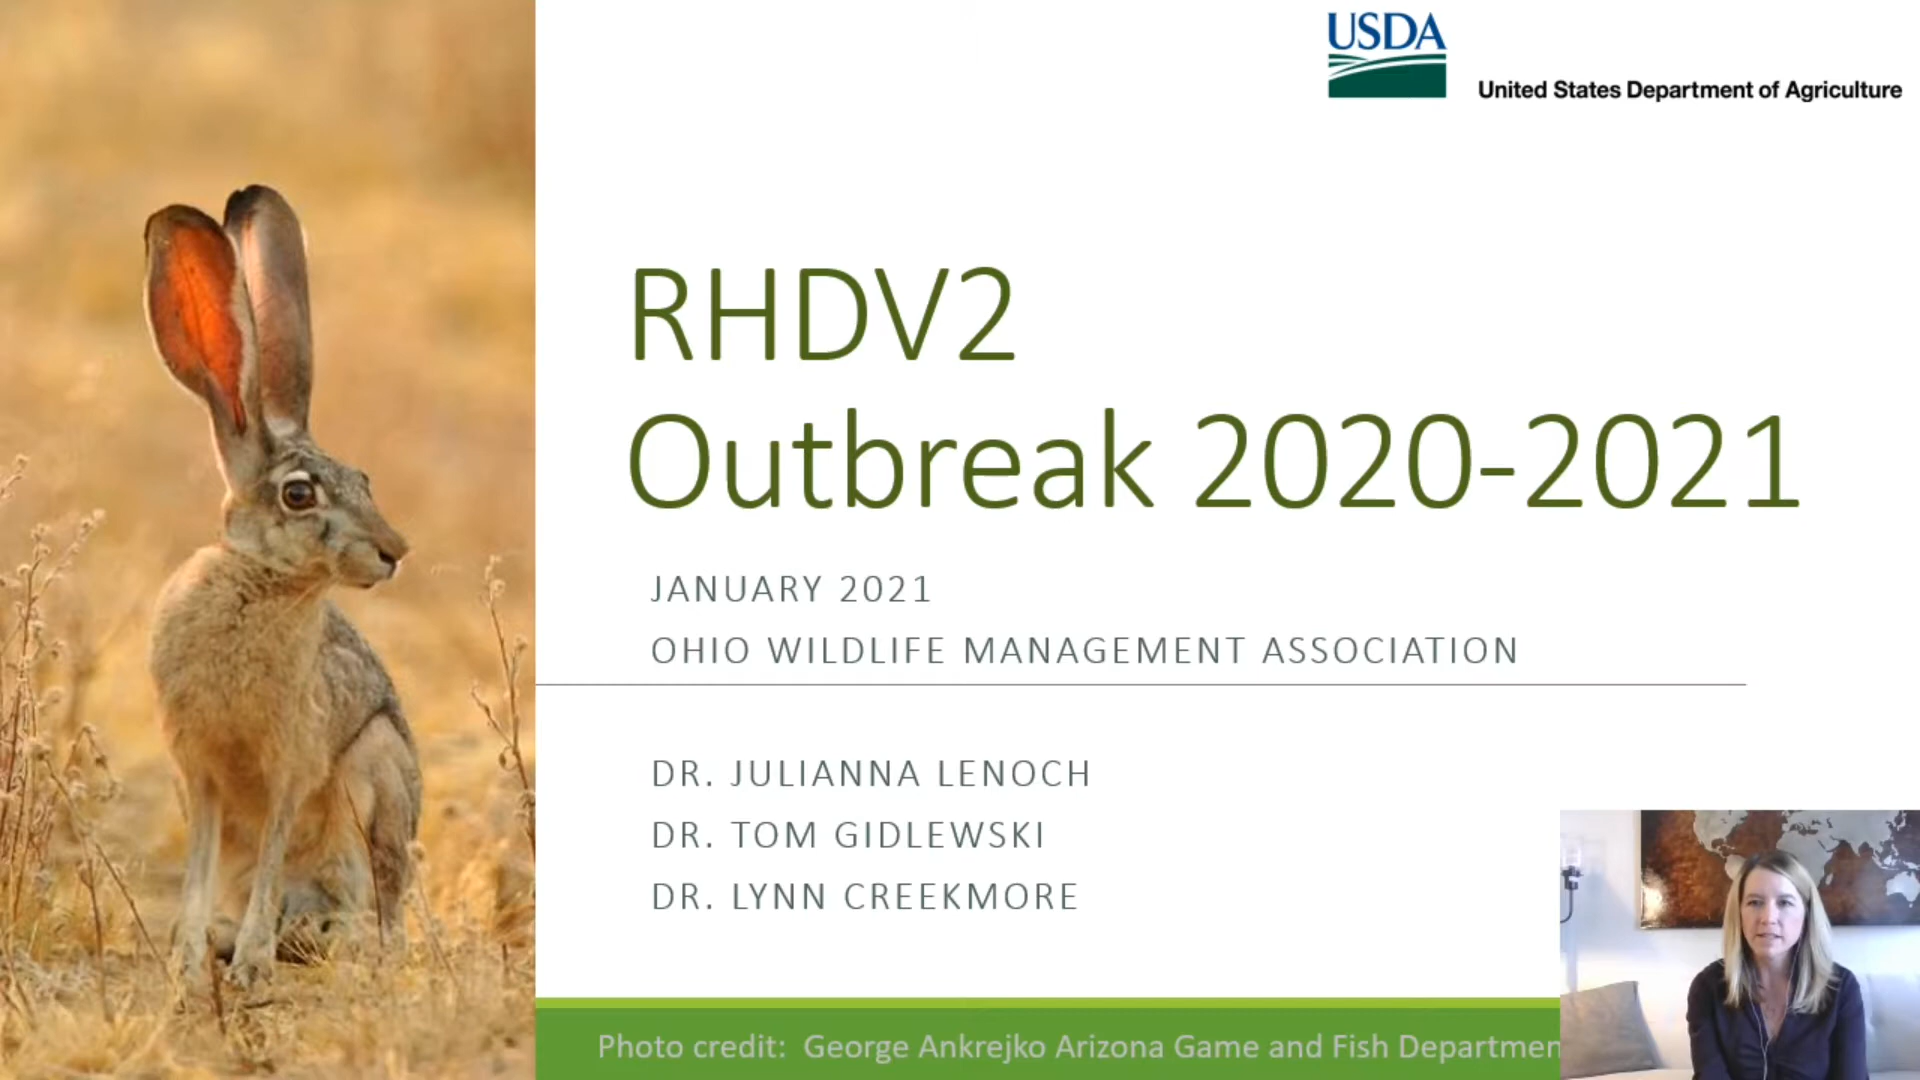 USDA
United States Department of Agriculture
RHDV2
Outbreak 2020-2021
JANUARY 2021
OHIO WILDLIFE MANAGEMENT ASSOCIATION
DR. JULIANNA LENOCH
DR. TOM GIDLEWSKI
DR. LYNN CREEKMORE
Photo credit: George Ankrejko Arizona Game and Fish Departmen